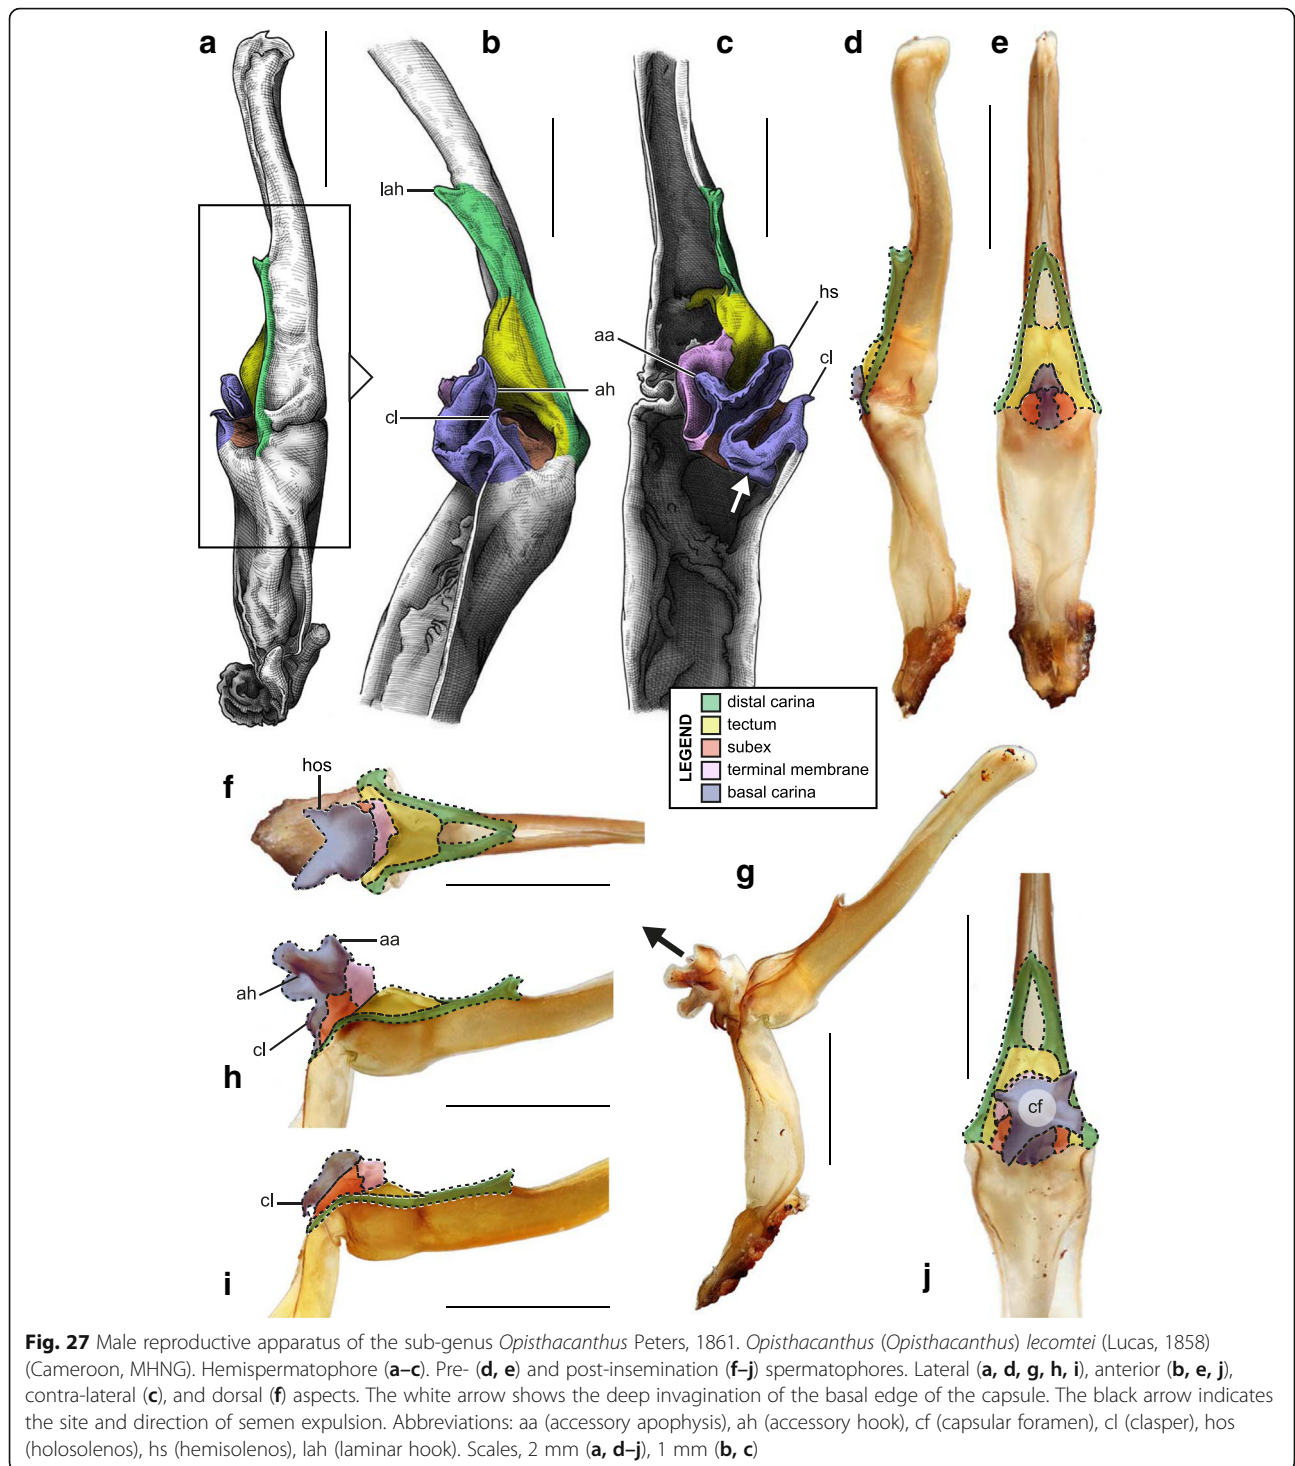 a
b
c
d
e
lah
hs
aa
cl
ah
cl
LEGEND
distal carina
tectum
subex
terminal membrane
basal carina
hos
f
g
aa
ah
cl
h
cf
cl
i
j
Fig. 27 Male reproductive apparatus of the sub-genus Opisthacanthus Peters, 1861. Opisthacanthus (Opisthacanthus) lecomtei (Lucas, 1858)
(Cameroon, MHNG). Hemispermatophore (a–c). Pre- (d, e) and post-insemination (f–j) spermatophores. Lateral (a, d, g, h, i), anterior (b, e, j),
contra-lateral (c), and dorsal (f) aspects. The white arrow shows the deep invagination of the basal edge of the capsule. The black arrow indicates
the site and direction of semen expulsion. Abbreviations: aa (accessory apophysis), ah (accessory hook), cf (capsular foramen), cl (clasper), hos
(holosolenos), hs (hemisolenos), lah (laminar hook). Scales, 2 mm (a, d–j), 1 mm (b, c)